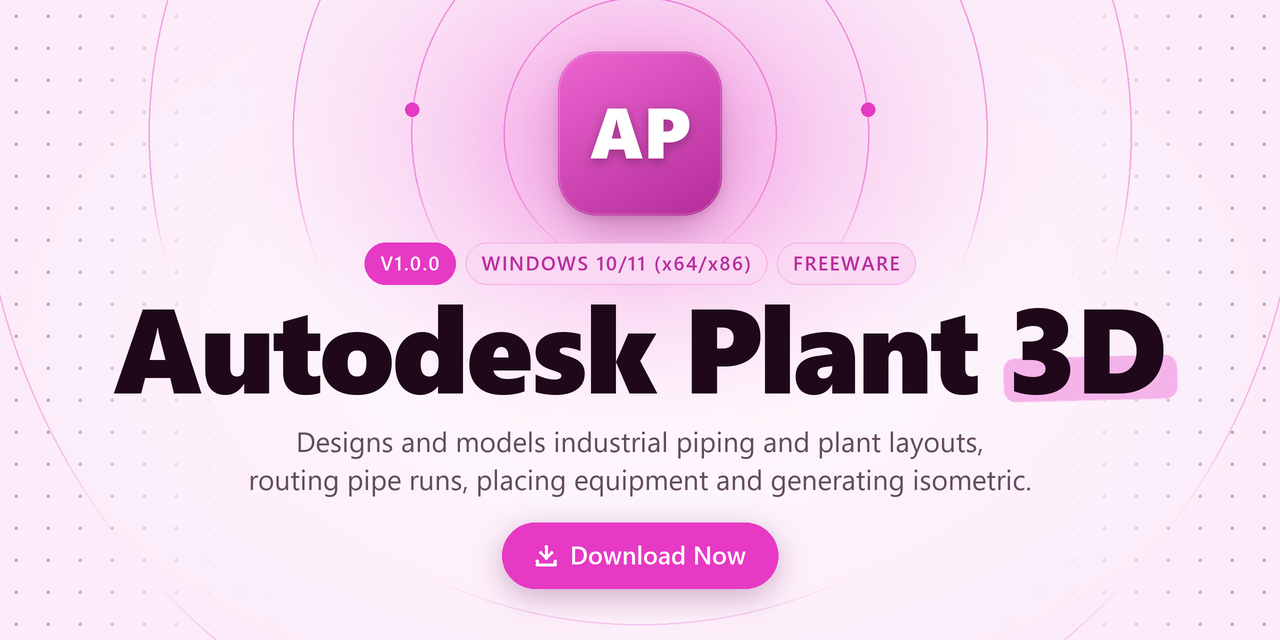 AP
V1.0.0 WINDOWS 10/11 (x64/x86) FREEWARE
Autodesk Plant 3D
Designs and models industrial piping and plant layouts,
routing pipe runs, placing equipment and generating isometric.
Download Now